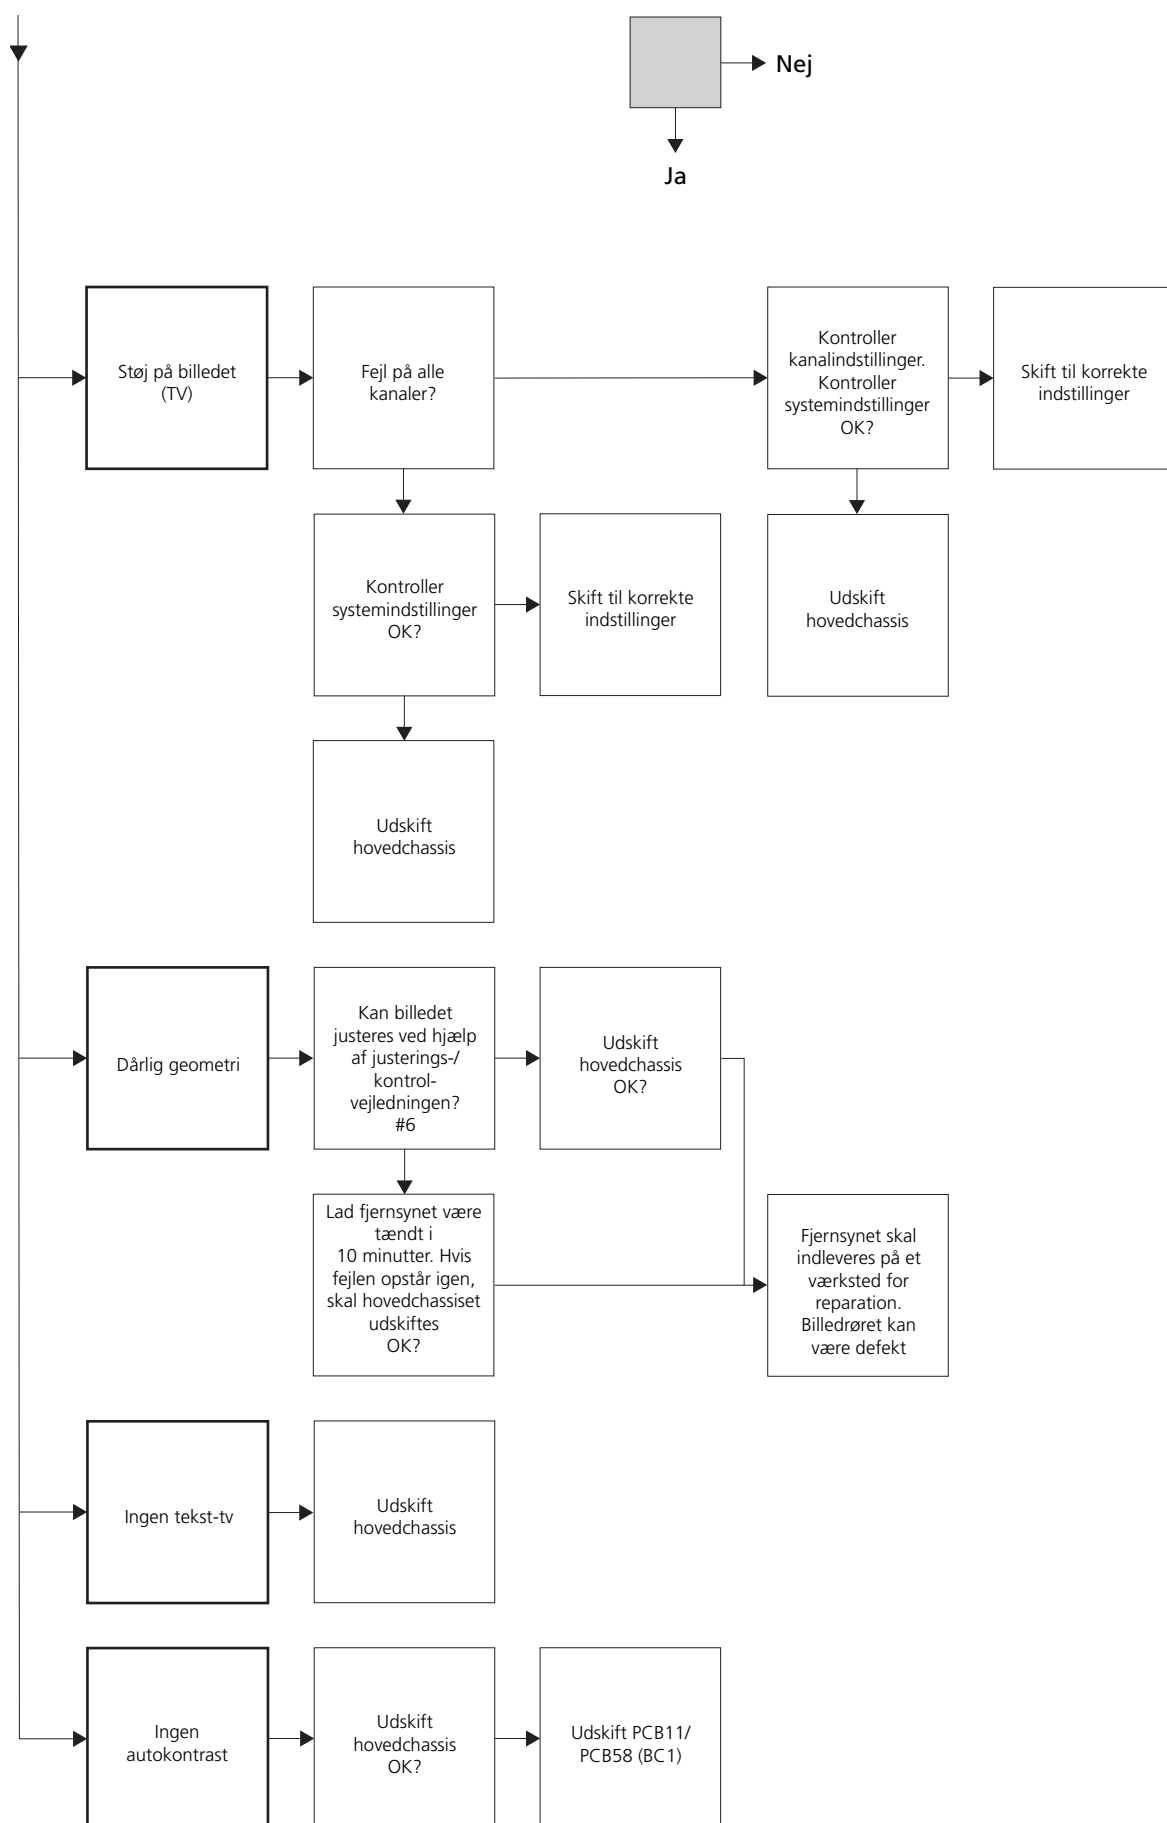 Nej
Ja
Støj på billedet
(TV)
Fejl på alle
kanaler?
Kontroller
kanalindstillinger.
Kontroller
systemindstillinger
OK?
Skift til korrekte
indstillinger
Kontroller
systemindstillinger
OK?
Skift til korrekte
indstillinger
Udskift
hovedchassis
Udskift
hovedchassis
Dårlig geometri
Kan billedet
justeres ved hjælp
af justerings-/
kontrol-
vejledningen?
#6
Udskift
hovedchassis
OK?
Lad fjernsynet være
tændt i
10 minutter. Hvis
fejlen opstår igen,
skal hovedchassiset
udskiftes
OK?
Fjernsynet skal
indleveres på et
værksted for
reparation.
Billedrøret kan
være defekt
Ingen tekst-tv
Udskift
hovedchassis
Ingen
autokontrast
Udskift
hovedchassis
OK?
Udskift PCB11/
PCB58 (BC1)